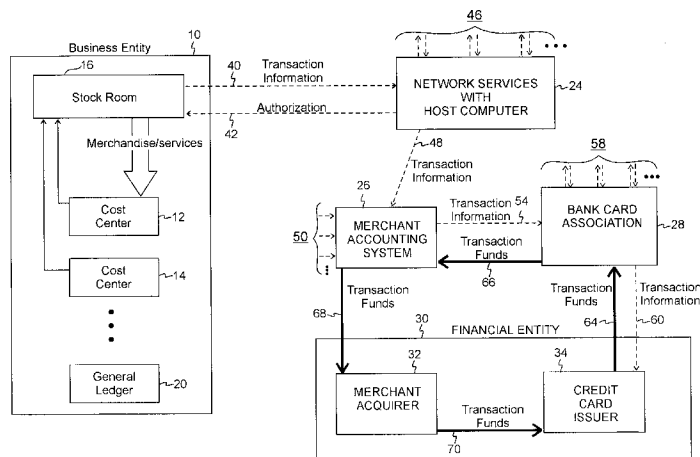 Business Entity
10
16
Stock Room
Merchandise/services
Cost
Center
12
Cost
Center
14
General
Ledger
20
40
Transaction
Information
Authorization
42
46
NETWORK SERVICES
WITH
HOST COMPUTER
24
48
Transaction
Information
50
26
MERCHANT
ACCOUNTING
SYSTEM
Transaction
Information
54
58
BANK CARD
ASSOCIATION
28
Transaction
Funds
66
Transaction
Funds
68
Transaction
Funds
64
Transaction
Information
60
30
FINANCIAL ENTITY
32
MERCHANT
ACQUIRER
Transaction
Funds
70
34
CREDIT
CARD
ISSUER